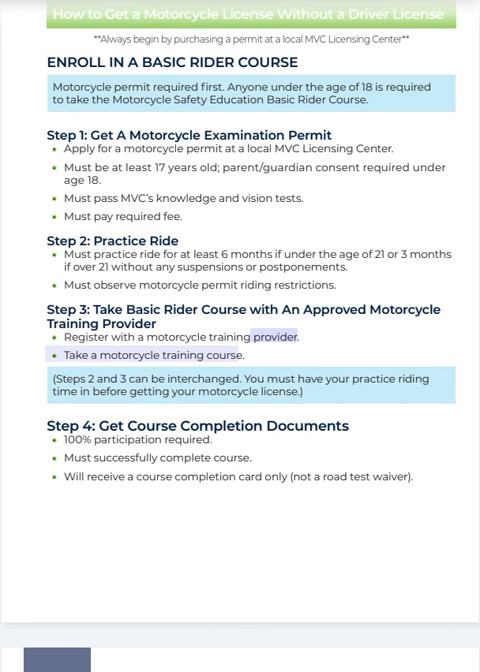 How to Get a Motorcycle License Without a Driver License
**Always begin by purchasing a permit at a local MVC Licensing Center**
ENROLL IN A BASIC RIDER COURSE
Motorcycle permit required first. Anyone under the age of 18 is required
to take the Motorcycle Safety Education Basic Rider Course.
Step 1: Get A Motorcycle Examination Permit
• Apply for a motorcycle permit at a local MVC Licensing Center.
• Must be at least 17 years old; parent/guardian consent required under
age 18.
• Must pass MVC’s knowledge and vision tests.
• Must pay required fee.
Step 2: Practice Ride
• Must practice ride for at least 6 months if under the age of 21 or 3 months
if over 21 without any suspensions or postponements.
• Must observe motorcycle permit riding restrictions.
Step 3: Take Basic Rider Course with An Approved Motorcycle
Training Provider
• Register with a motorcycle training provider.
• Take a motorcycle training course.
(Steps 2 and 3 can be interchanged. You must have your practice riding
time in before getting your motorcycle license.)
Step 4: Get Course Completion Documents
• 100% participation required.
• Must successfully complete course.
• Will receive a course completion card only (not a road test waiver).